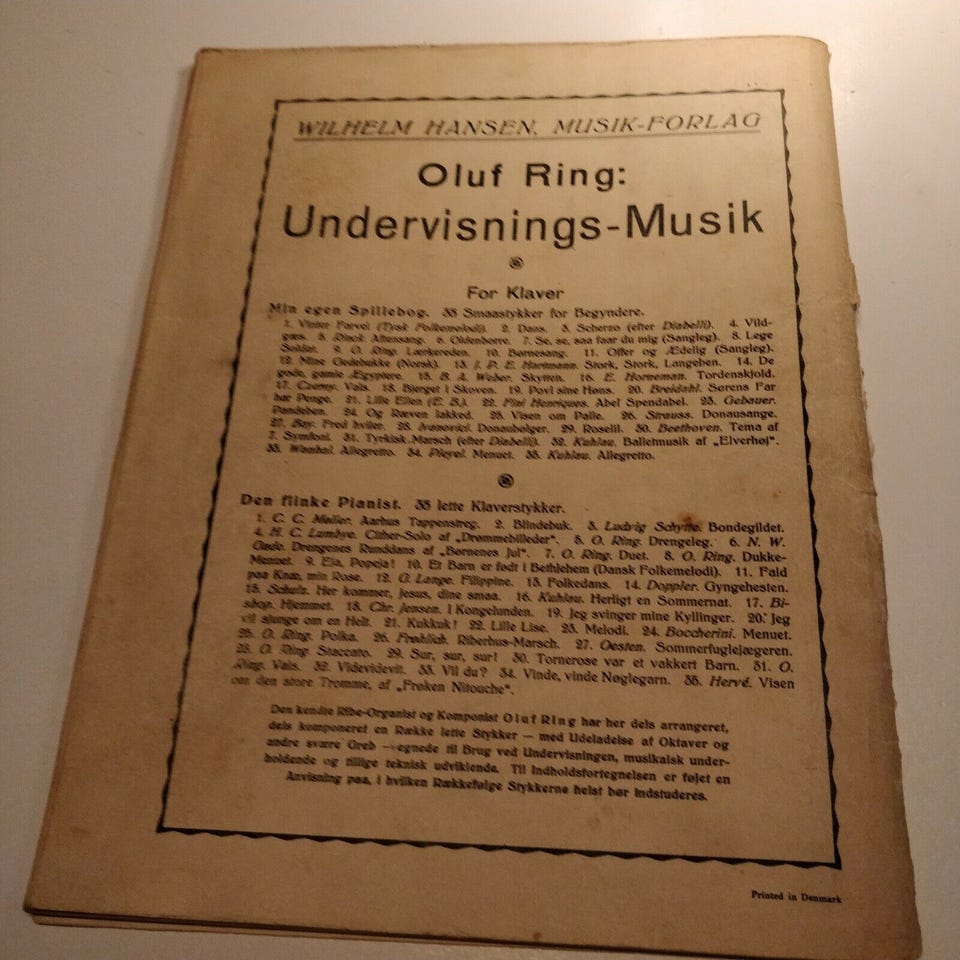 WILHELM HANSEN, MUSIK-FORLAG
Oluf Ring:
Undervisnings-Musik
For Klaver
Min egen Spillebog. 35 Smaastykker for Begyndere.
1. Vinter Farvel (Tysk Folkemelodi). 2. Dans. 3. Scherzo (efter Diabelli). 4. Vild-
gæs. 5. Rinck. Aftensang. 6. Oldenborre. 7. Se, se, saa faar du mig (Sangleg). 8. Lege
Soldat. 9. O. Ring. Lærkereden. 10. Børnesang. 11. Offer og Ædelig (Sangleg).
12. Mine Gedebukke (Norsk). 13. J. P. E. Hartmann. Stork, Stork, Langeben. 14. De
gode, gamle Ægyptere. 15. B. A. Weber. Skytten. 16. E. Horneman. Tordenskjold.
17. Czerny. Vals. 18. Bjerget i Skoven. 19. Povl sine Høns. 20. Breidahl. Sørens Far
har Penge. 21. Lille Ellen (E. B.). 22. Fini Henriques. Abel Spendabel. 23. Gebauer.
Pandeben. 24. Og Ræven lakked. 25. Visen om Palle. 26. Strauss. Donausange.
27. Bay. Fred hviler. 28. Ivanovici. Donaubølger. 29. Roselil. 30. Beethoven. Tema af
7. Symfoni. 31. Tyrkisk Marsch (efter Diabelli). 32. Kuhlau. Balletmusik af „Elverhøj“.
33. Wanhal. Allegretto. 34. Pleyel. Menuet. 35. Kuhlau. Allegretto.
Den flinke Pianist. 35 lette Klaverstykker.
1. C. C. Møller. Aarhus Tappenstreg. 2. Blindebuk. 3. Ludvig Schytte. Bondegildet.
4. H. C. Lumbye. Cither-Solo af „Drømmebilleder“. 5. O. Ring. Drengeleg. 6. N. W.
Gade. Drengenes Runddans af „Børnenes Jul“. 7. O. Ring. Duet. 8. O. Ring. Dukke-
Menuet. 9. Eja, Popeja! 10. Et Barn er født i Bethlehem (Dansk Folkemelodi). 11. Fald
paa Knæ, min Rose. 12. G. Lange. Filippine. 13. Folkedans. 14. Doppler. Gyngehesten.
15. Schulz. Her kommer, Jesus, dine smaa. 16. Kuhlau. Herligt en Sommernat. 17. Bi-
shop. Hjemmet. 18. Chr. Jensen. I Kongelunden. 19. Jeg svinger mine Kyllinger. 20. Jeg
vil sjunge om en Helt. 21. Kukkuk! 22. Lille Lise. 23. Melodi. 24. Boccherini. Menuet.
25. O. Ring. Polka. 26. Frøhlich. Riberhus-Marsch. 27. Oesten. Sommerfuglejægeren.
28. O. Ring. Staccato. 29. Sur, sur, sur! 30. Tornerose var et vakkert Barn. 31. O.
Ring. Vals. 32. Videvidevit. 33. Vil du? 34. Vinde, vinde Nøglegarn. 35. Hervé. Visen
om den store Tromme, af „Frøken Nitouche“.
Den kendte Ribe-Organist og Komponist Oluf Ring har her dels arrangeret,
dels komponeret en Række lette Stykker — med Udeladelse af Oktaver og
andre svære Greb — egnede til Brug ved Undervisningen, musikalsk under-
holdende og tillige teknisk udviklende. Til Indholdsfortegnelsen er føjet en
Anvisning paa, i hvilken Rækkefølge Stykkerne helst bør indstuderes.
Printed in Denmark